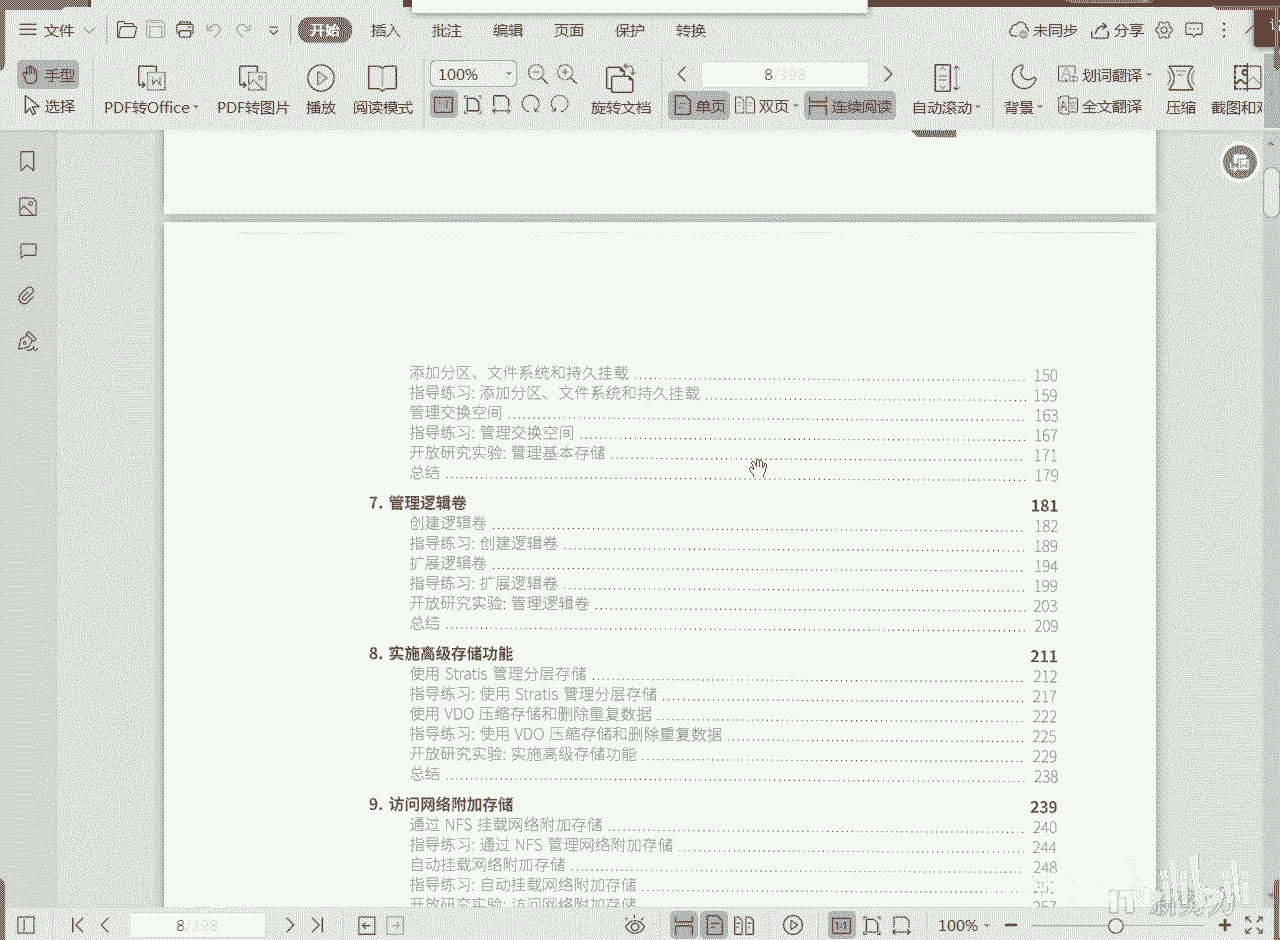 文件 开始 插入 批注 编辑 页面 保护 转换 未同步 分享
手型 100% 8/398 单页 双页 连续阅读 划词翻译
选择 PDF转Office PDF转图片 播放 阅读模式 旋转文档 自动滚动 背景 全文翻译 压缩
添加分区、文件系统和持久挂载 150
指导练习: 添加分区、文件系统和持久挂载 159
管理交换空间 163
指导练习: 管理交换空间 167
开放研究实验: 管理基本存储 171
总结 179
7. 管理逻辑卷 181
创建逻辑卷 182
指导练习: 创建逻辑卷 189
扩展逻辑卷 194
指导练习: 扩展逻辑卷 199
开放研究实验: 管理逻辑卷 203
总结 209
8. 实施高级存储功能 211
使用 Stratis 管理分层存储 212
指导练习: 使用 Stratis 管理分层存储 217
使用 VDO 压缩存储和删除重复数据 222
指导练习: 使用 VDO 压缩存储和删除重复数据 225
开放研究实验: 实施高级存储功能 229
总结 238
9. 访问网络附加存储 239
通过 NFS 挂载网络附加存储 240
指导练习: 通过 NFS 管理网络附加存储 244
自动挂载网络附加存储 248
指导练习: 自动挂载网络附加存储
开放研究实验: 访问网络附加存储
8/398 1:1 100%